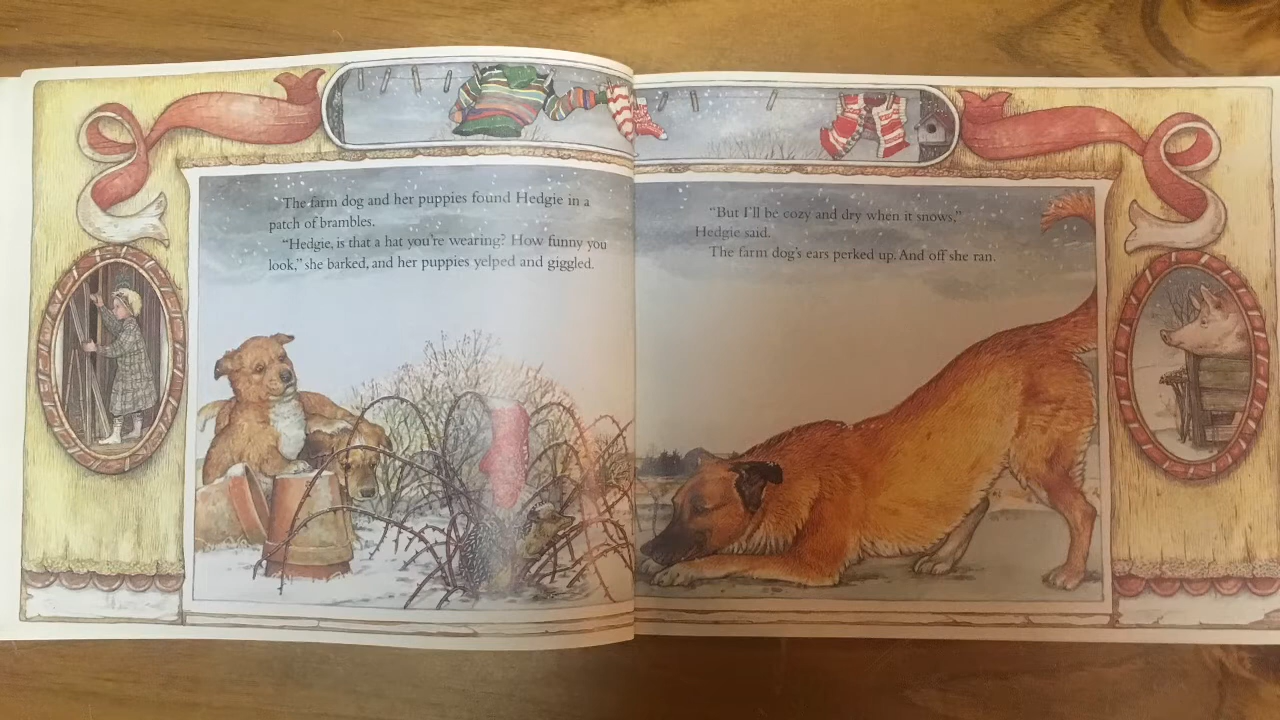 The farm dog and her puppies found Hedgie in a
patch of brambles.
“Hedgie, is that a hat you’re wearing? How funny you
look,” she barked, and her puppies yelped and giggled.
“But I’ll be cozy and dry when it snows,”
Hedgie said.
The farm dog’s ears perked up. And off she ran.